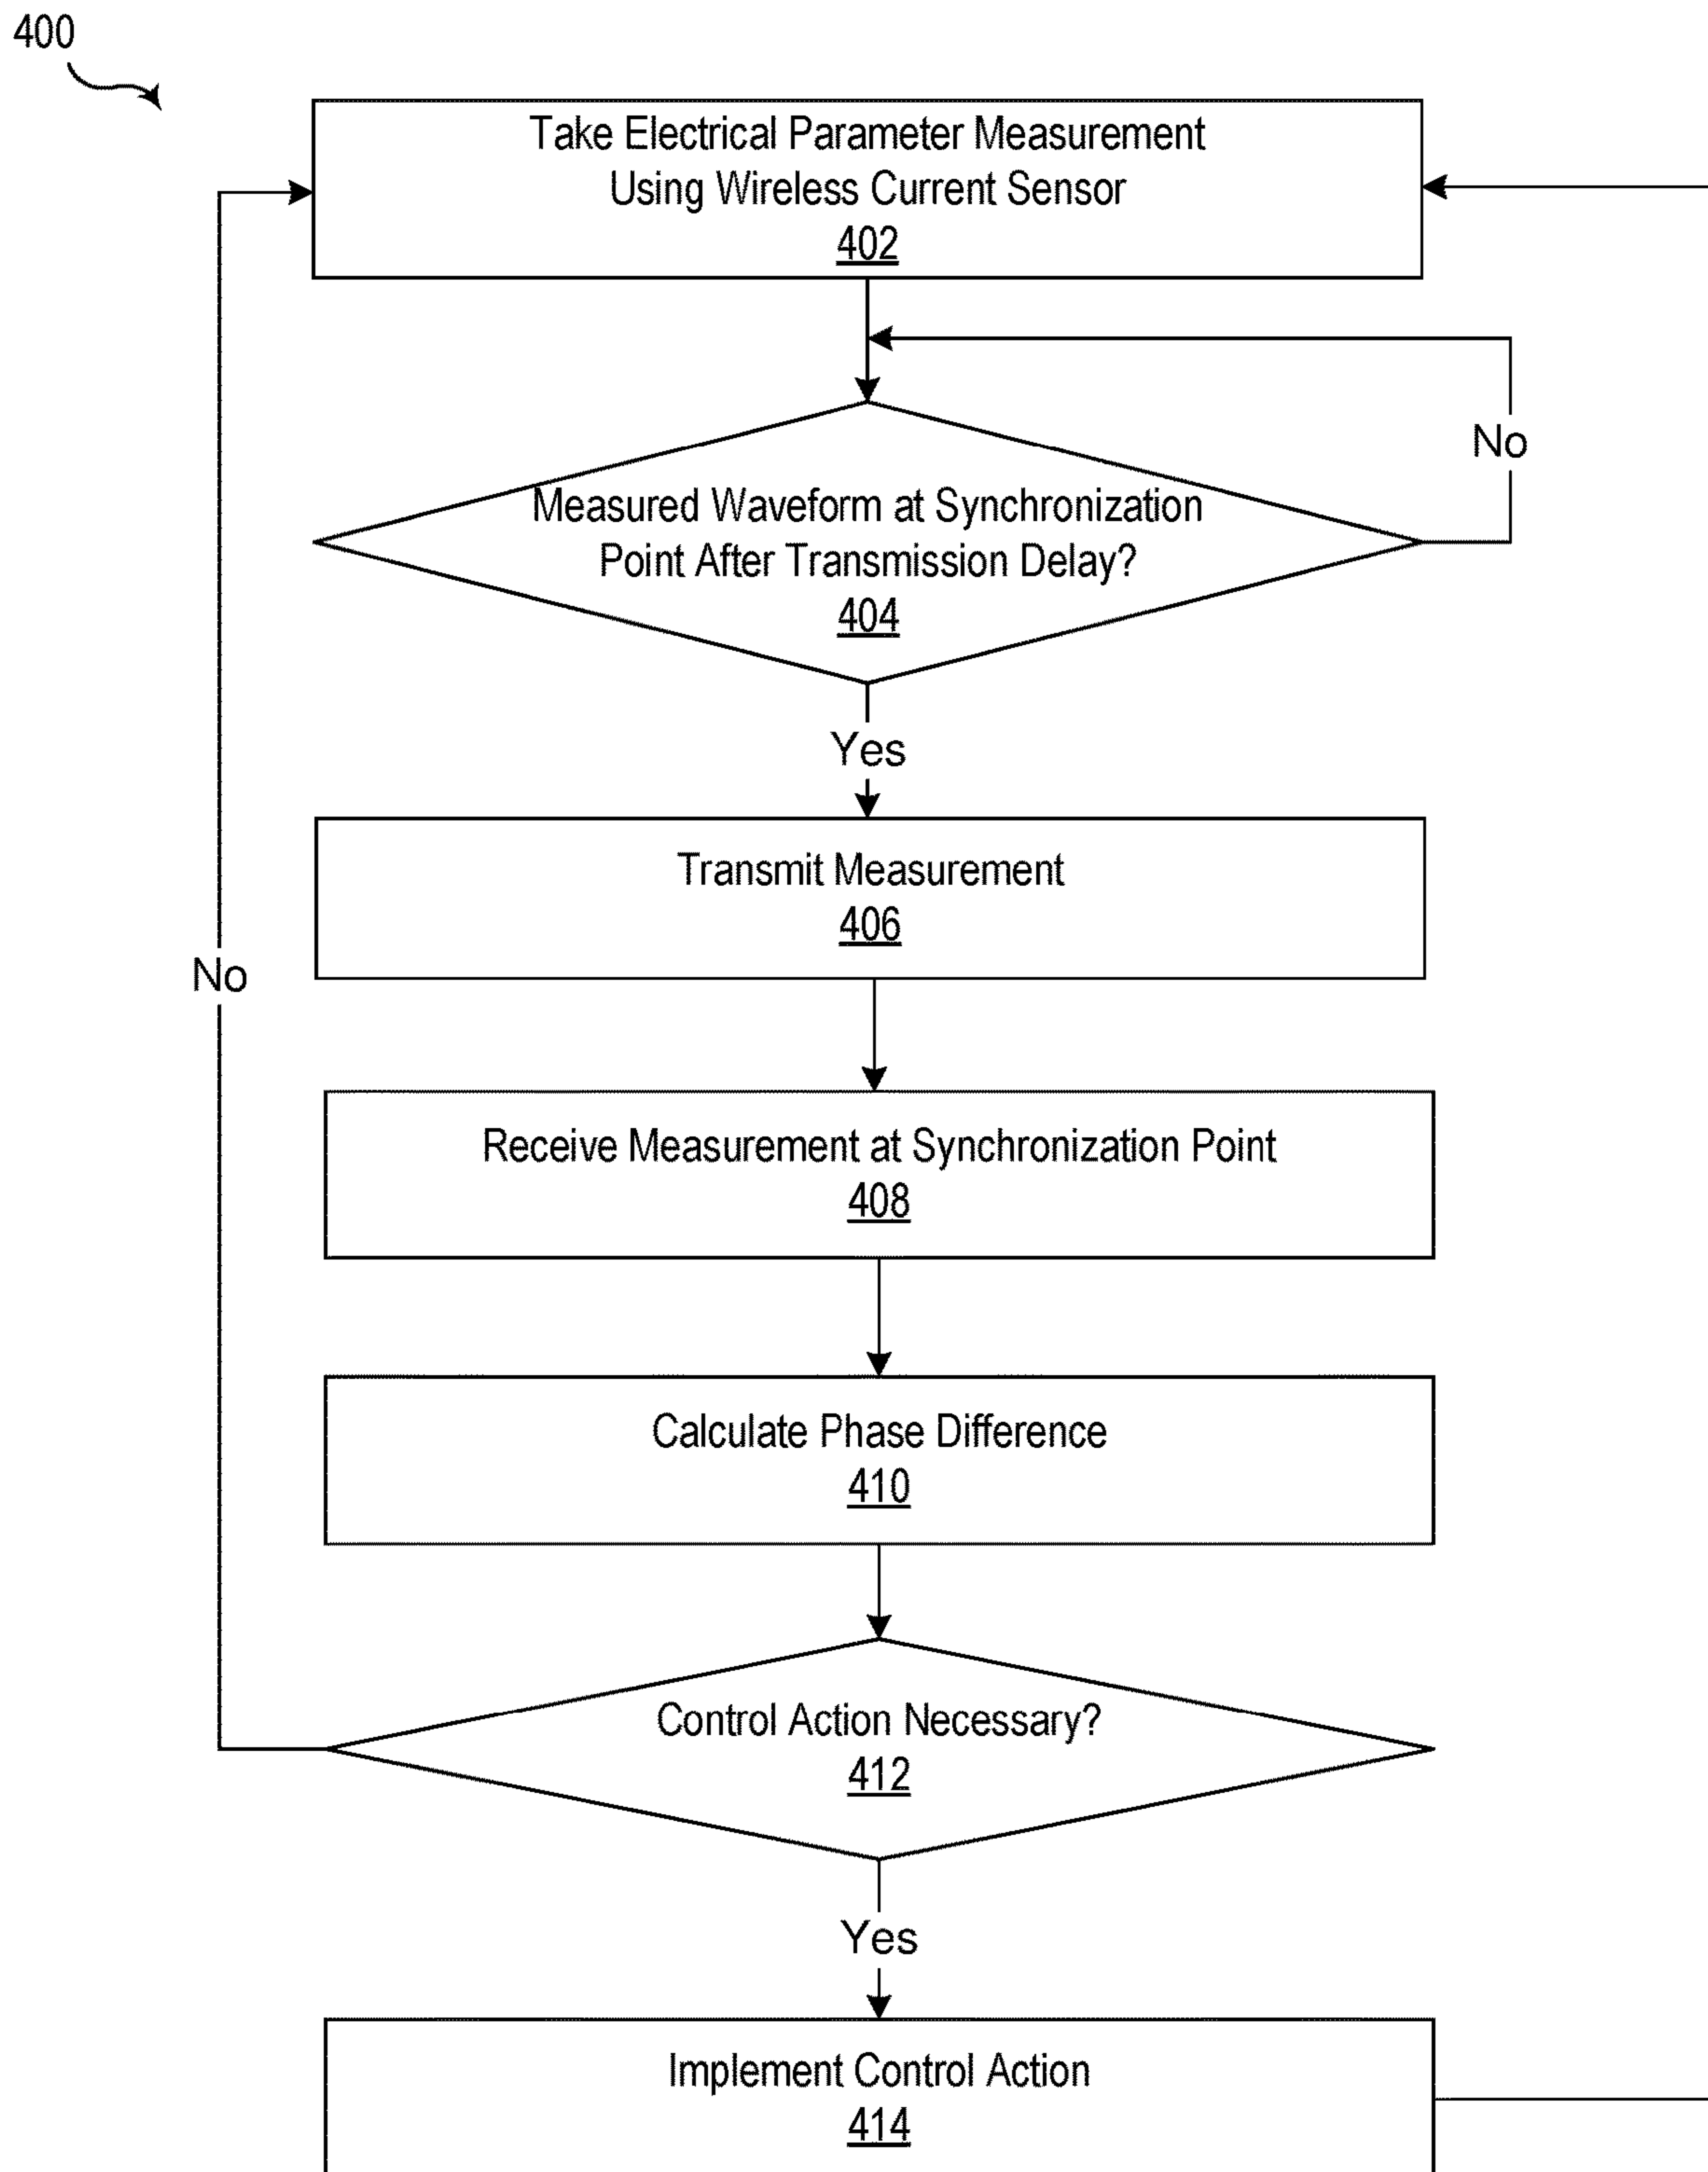 400
Take Electrical Parameter Measurement
Using Wireless Current Sensor
402
No
Measured Waveform at Synchronization
Point After Transmission Delay?
404
Yes
Transmit Measurement
406
No
Receive Measurement at Synchronization Point
408
Calculate Phase Difference
410
Control Action Necessary?
412
Yes
Implement Control Action
414